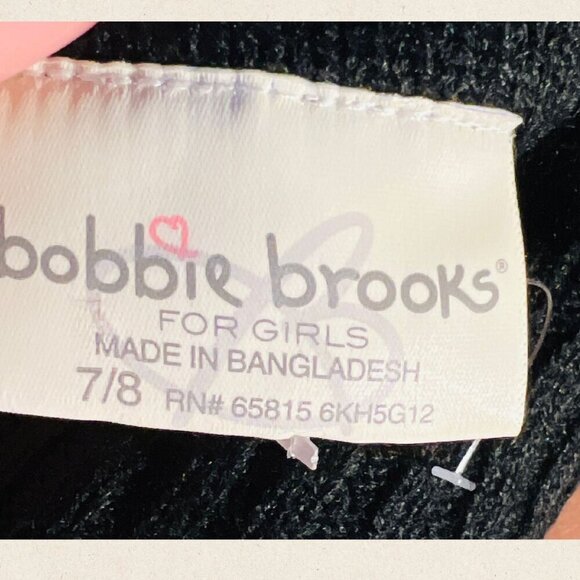 bobbie brooks®
FOR GIRLS
MADE IN BANGLADESH
7/8 RN# 65815 6KH5G12